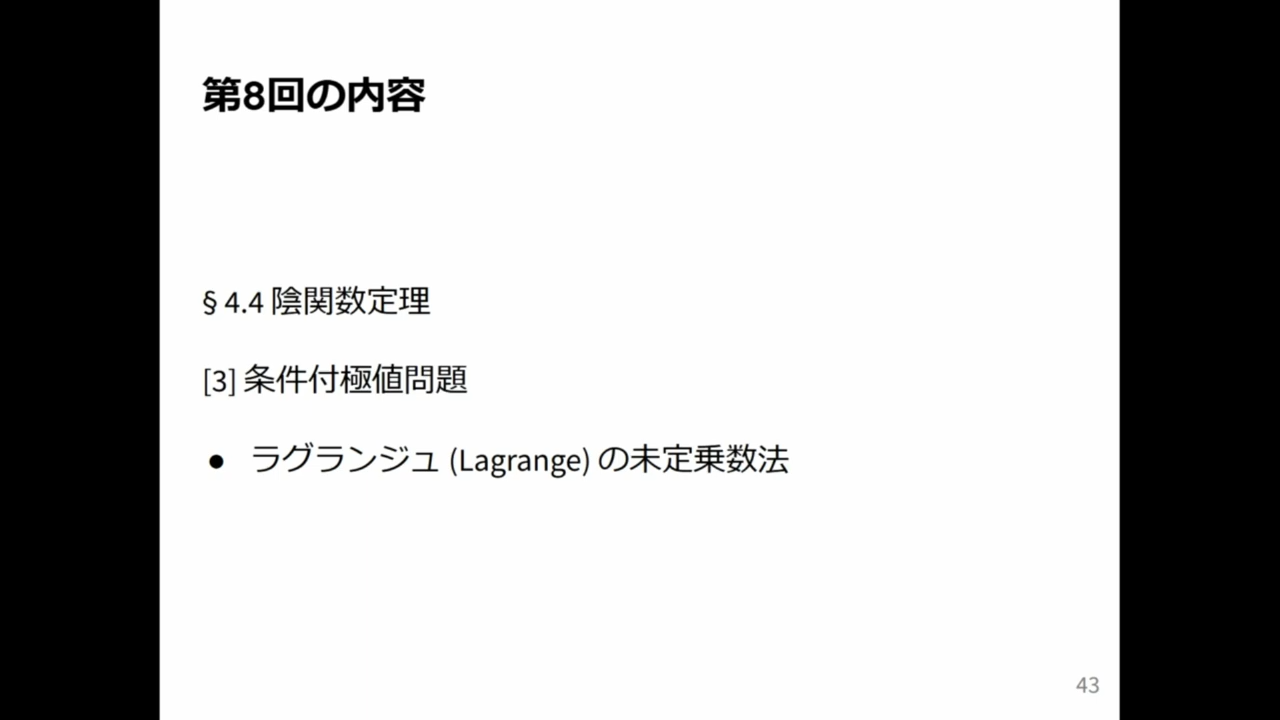 第8回の内容
§ 4.4 陰関数定理
[3] 条件付極値問題
● ラグランジュ (Lagrange) の未定乗数法
43